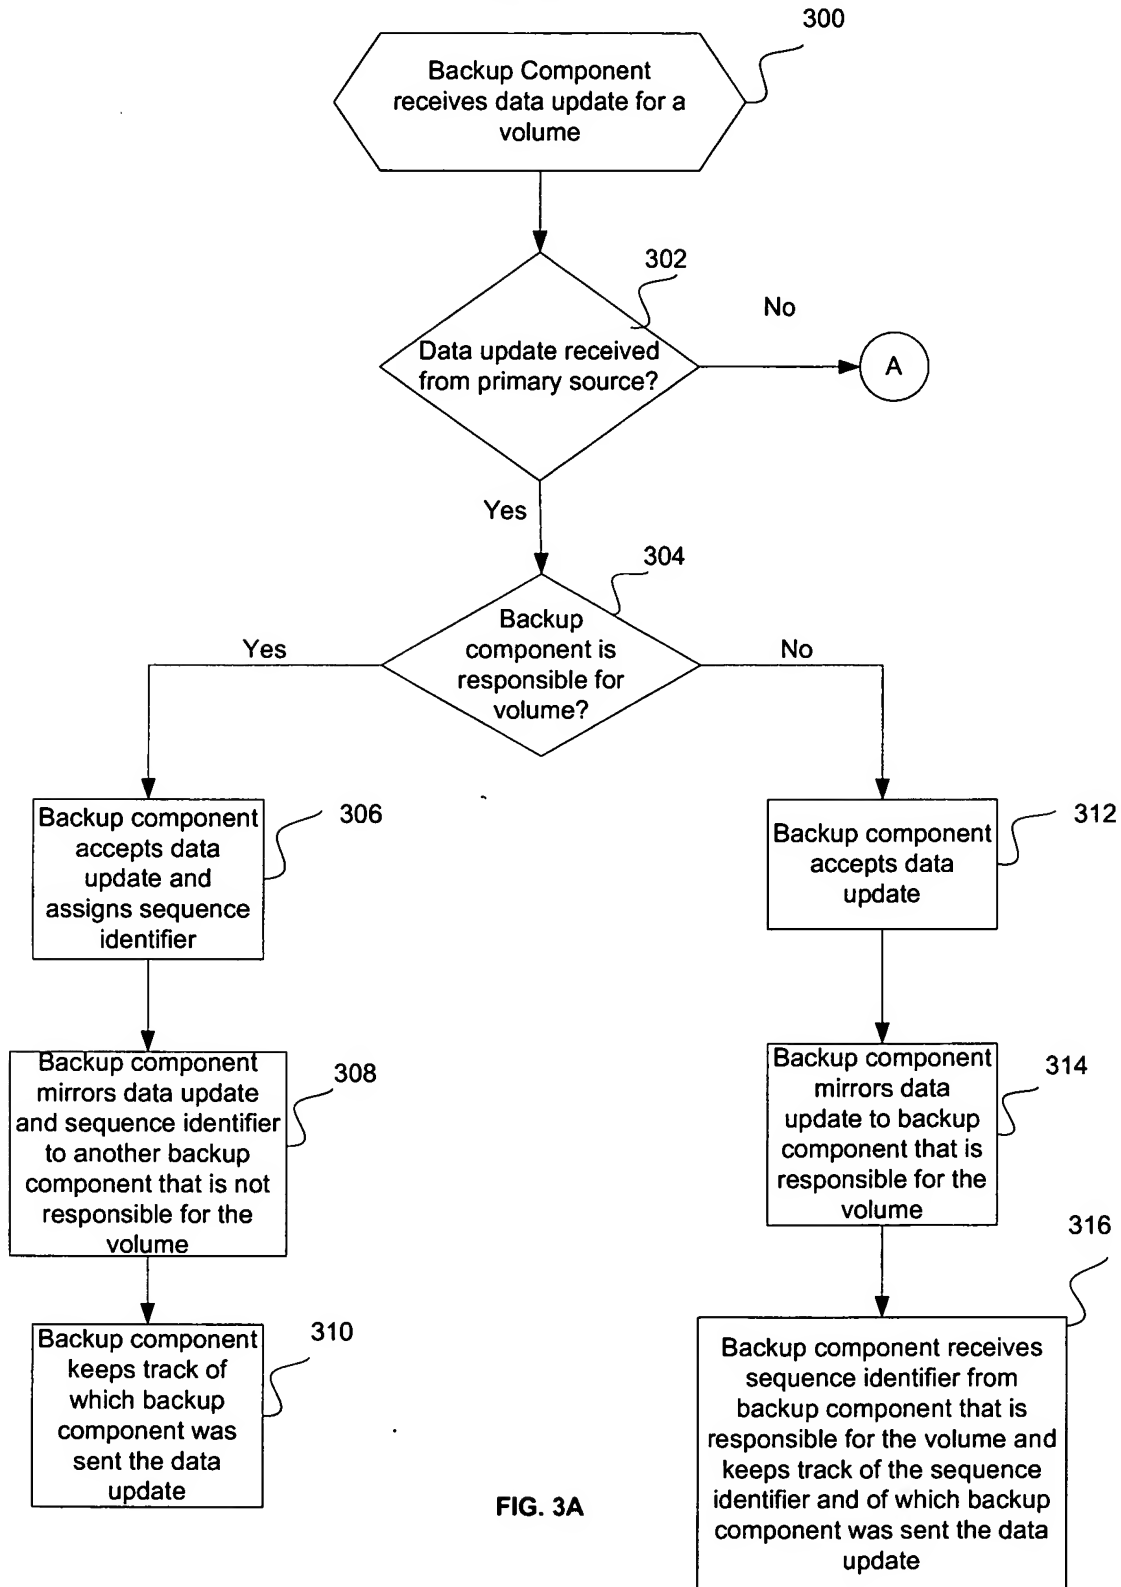 300
Backup Component
receives data update for a
volume
302
No
Data update received
from primary source?
A
Yes
304
Backup
component is
responsible for
volume?
Yes
No
306
Backup component
accepts data
update and
assigns sequence
identifier
312
Backup component
accepts data
update
308
Backup component
mirrors data update
and sequence identifier
to another backup
component that is not
responsible for the
volume
314
Backup component
mirrors data
update to backup
component that is
responsible for the
volume
310
Backup component
keeps track of
which backup
component was
sent the data
update
316
Backup component receives
sequence identifier from
backup component that is
responsible for the volume and
keeps track of the sequence
identifier and of which backup
component was sent the data
update
FIG. 3A